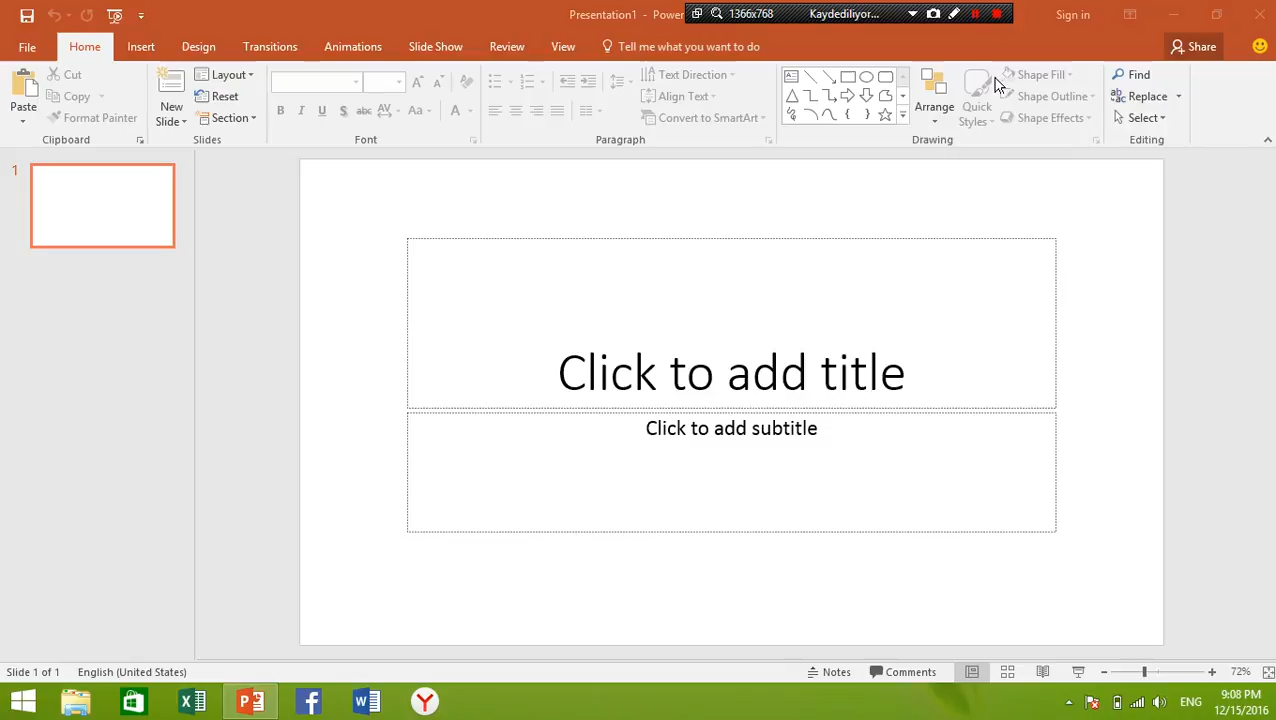 Presentation1 - Power
1366x768
Kaydediliyor...
Sign in
File
Home
Insert
Design
Transitions
Animations
Slide Show
Review
View
Tell me what you want to do
Share
Paste
Cut
Copy
Format Painter
Clipboard
New
Slide
Layout
Reset
Section
Slides
B I U S abc AV Aa A
Font
Text Direction
Align Text
Convert to SmartArt
Paragraph
Arrange
Quick
Styles
Shape Fill
Shape Outline
Shape Effects
Drawing
Find
Replace
Select
Editing
1
Click to add title
Click to add subtitle
Slide 1 of 1
English (United States)
Notes
Comments
72%
ENG
9:08 PM
12/15/2016